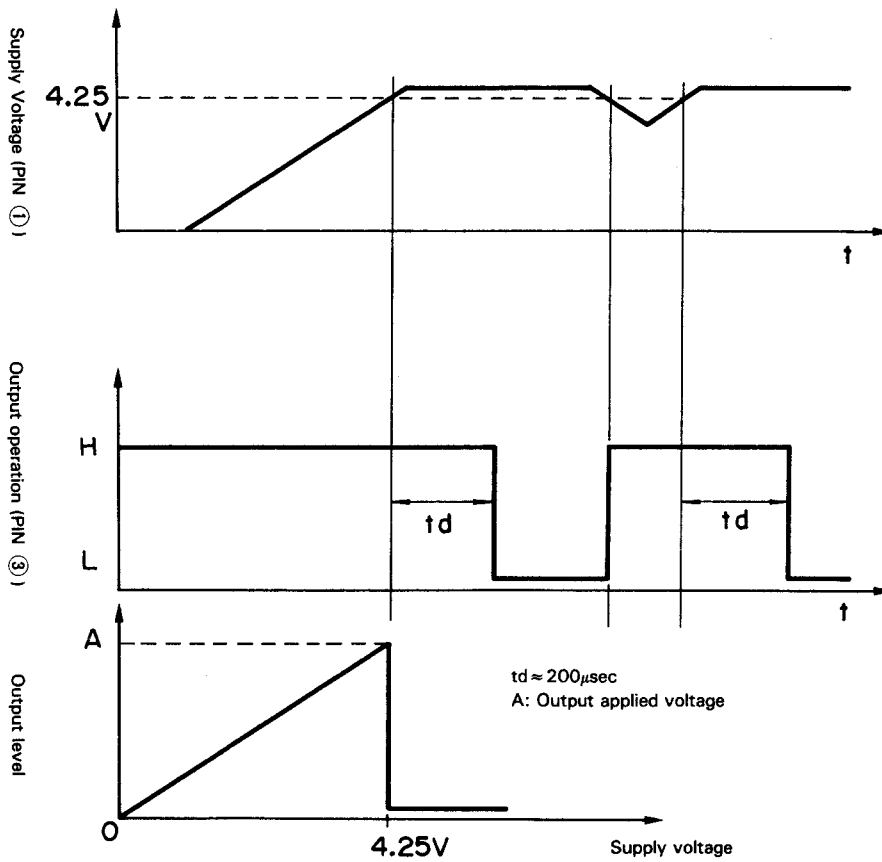 Supply Voltage (PIN ①)
4.25
V
t
Output operation (PIN ③)
H
td
td
L
t
A
td ≈ 200μsec
A: Output applied voltage
Output level
O
4.25V
Supply voltage